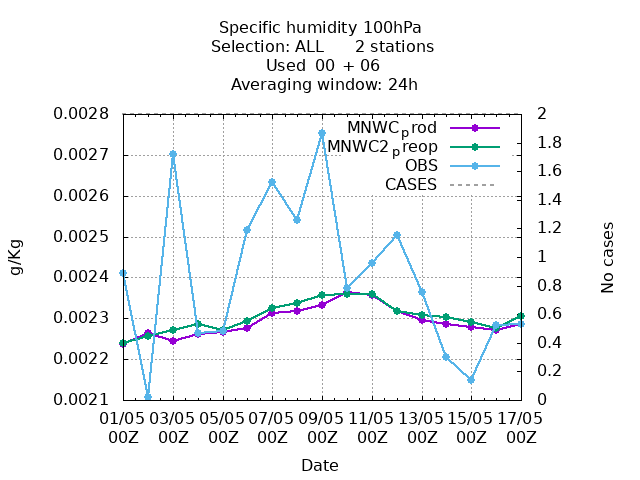 Specific humidity 100hPa
Selection: ALL 2 stations
Used 00 + 06
Averaging window: 24h
g/Kg
0.0028
0.0027
0.0026
0.0025
0.0024
0.0023
0.0022
0.0021
MNWCprod
MNWC2preop
OBS
CASES
2
1.8
1.6
1.4
1.2
1
0.8
0.6
0.4
0.2
0
No cases
01/05 03/05 05/05 07/05 09/05 11/05 13/05 15/05 17/05
00Z 00Z 00Z 00Z 00Z 00Z 00Z 00Z 00Z
Date